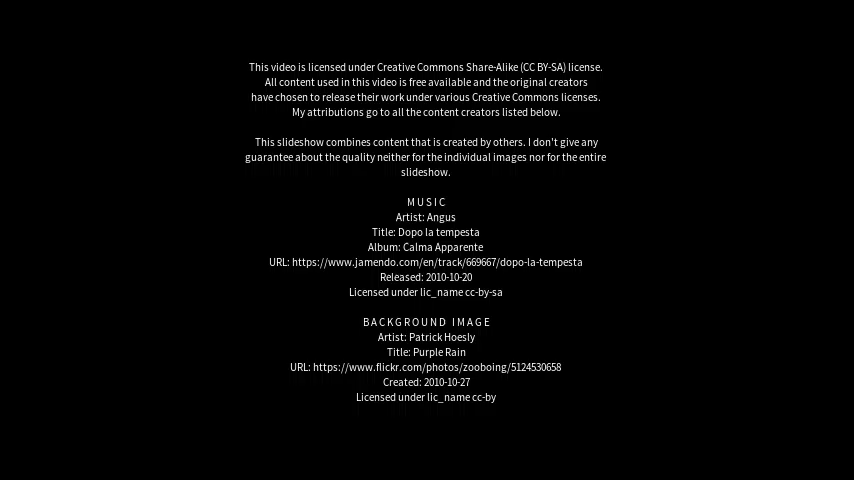 This video is licensed under Creative Commons Share-Alike (CC BY-SA) license.
All content used in this video is free available and the original creators
have chosen to release their work under various Creative Commons licenses.
My attributions go to all the content creators listed below.
This slideshow combines content that is created by others. I don't give any
guarantee about the quality neither for the individual images nor for the entire
slideshow.
MUSIC
Artist: Angus
Title: Dopo la tempesta
Album: Calma Apparente
URL: https://www.jamendo.com/en/track/669667/dopo-la-tempesta
Released: 2010-10-20
Licensed under lic_name cc-by-sa
BACKGROUND IMAGE
Artist: Patrick Hoesly
Title: Purple Rain
URL: https://www.flickr.com/photos/zooboing/5124530658
Created: 2010-10-27
Licensed under lic_name cc-by